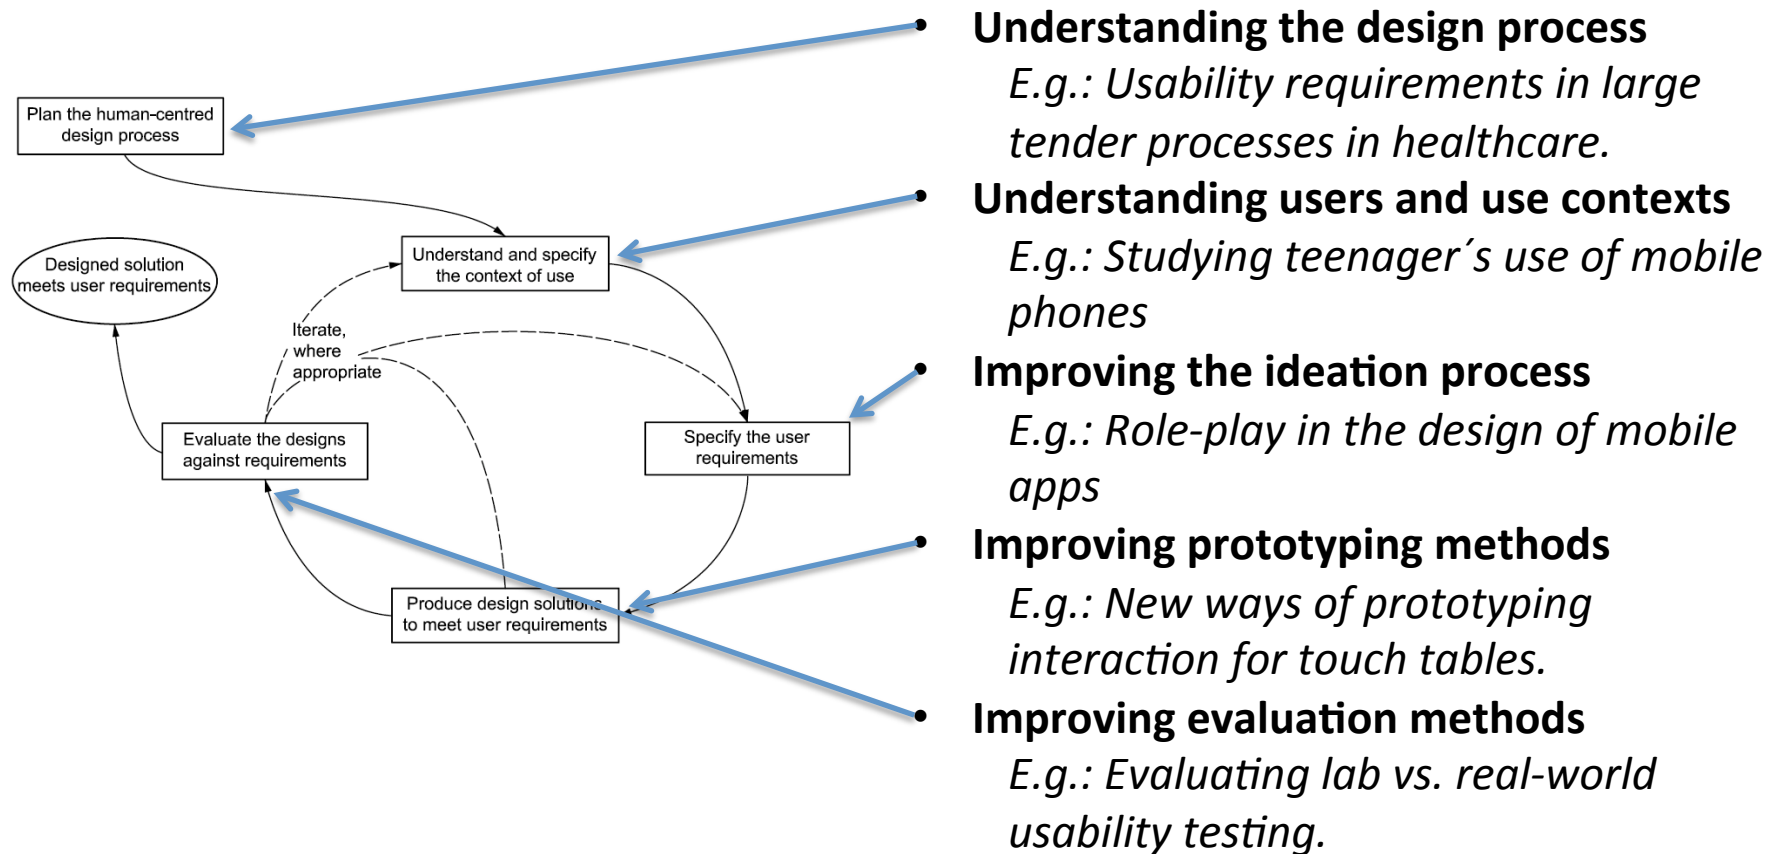 Plan the human-centred
design process
Understand and specify
the context of use
Designed solution
meets user requirements
Iterate,
where
appropriate
Evaluate the designs
against requirements
Specify the user
requirements
Produce design solutions
to meet user requirements
• Understanding the design process
E.g.: Usability requirements in large
tender processes in healthcare.
• Understanding users and use contexts
E.g.: Studying teenager´s use of mobile
phones
• Improving the ideation process
E.g.: Role-play in the design of mobile
apps
• Improving prototyping methods
E.g.: New ways of prototyping
interaction for touch tables.
• Improving evaluation methods
E.g.: Evaluating lab vs. real-world
usability testing.